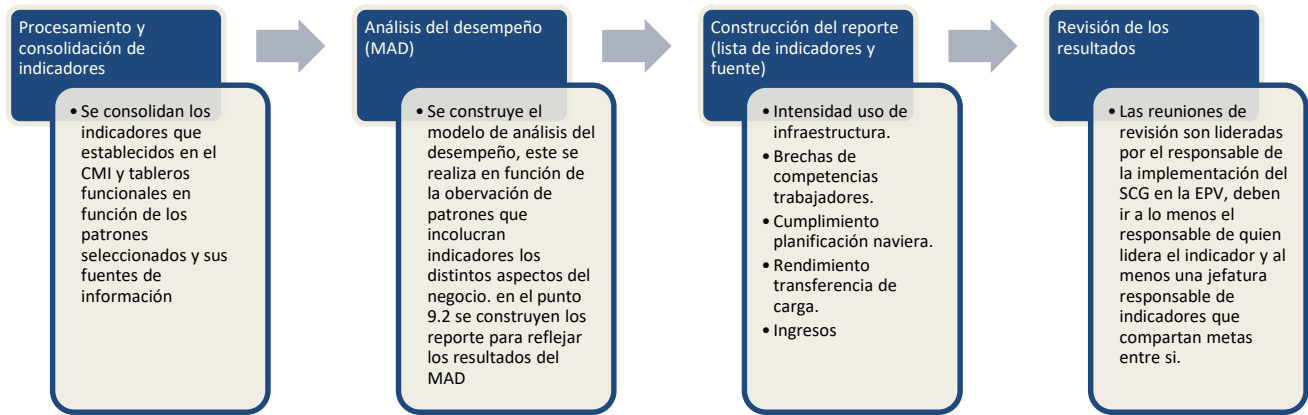 Procesamiento y
consolidación de
indicadores
• Se consolidan los
indicadores que
establecidos en el
CMI y tableros
funcionales en
función de los
patrones
seleccionados y sus
fuentes de
información
Análisis del desempeño
(MAD)
• Se construye el
modelo de análisis del
desempeño, este se
realiza en función de
la obervación de
patrones que
incolucran
indicadores los
distintos aspectos del
negocio. en el punto
9.2 se construyen los
reporte para reflejar
los resultados del
MAD
Construcción del reporte
(lista de indicadores y
fuente)
• Intensidad uso de
infraestructura.
• Brechas de
competencias
trabajadores.
• Cumplimiento
planificación naviera.
• Rendimiento
transferencia de
carga.
• Ingresos
Revisión de los
resultados
• Las reuniones de
revisión son lideradas
por el responsable de
la implementación del
SCG en la EPV, deben
ir a lo menos el
responsable de quien
lidera el indicador y al
menos una jefatura
responsable de
indicadores que
compartan metas
entre si.